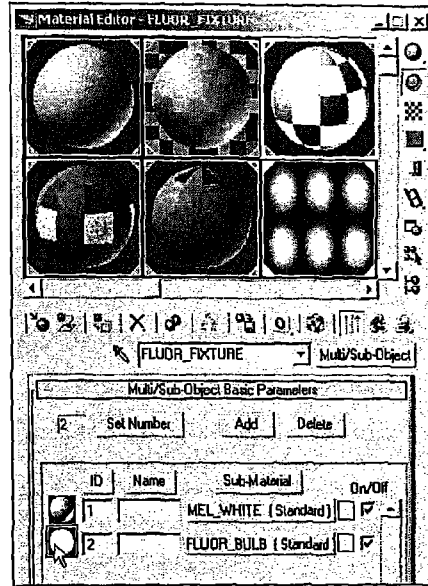 Material Editor - FLUOR_FIXTURE
FLUOR_FIXTURE Multi/Sub-Object
Multi/Sub-Object Basic Parameters
2 Set Number Add Delete
ID Name Sub-Material On/Off
1 MEL_WHITE (Standard)
2 FLUOR_BULB (Standard)